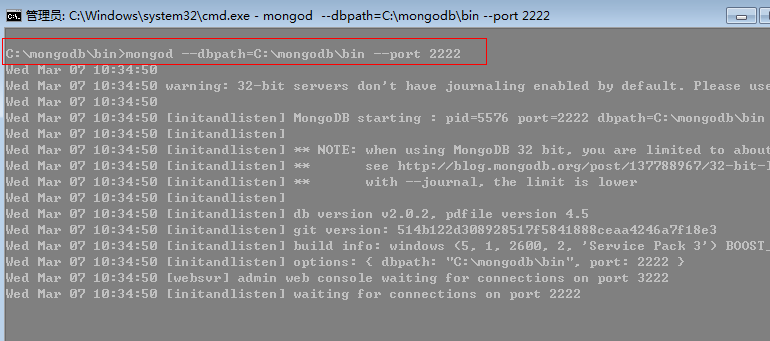 管理员: C:\Windows\system32\cmd.exe - mongod  --dbpath=C:\mongodb\bin --port 2222
C:\mongodb\bin>mongod --dbpath=C:\mongodb\bin --port 2222
Wed Mar 07 10:34:50
Wed Mar 07 10:34:50 warning: 32-bit servers don't have journaling enabled by default. Please use
Wed Mar 07 10:34:50
Wed Mar 07 10:34:50 [initandlisten] MongoDB starting : pid=5576 port=2222 dbpath=C:\mongodb\bin
Wed Mar 07 10:34:50 [initandlisten]
Wed Mar 07 10:34:50 [initandlisten] ** NOTE: when using MongoDB 32 bit, you are limited to about
Wed Mar 07 10:34:50 [initandlisten] **       see http://blog.mongodb.org/post/137788967/32-bit-l
Wed Mar 07 10:34:50 [initandlisten] **       with --journal, the limit is lower
Wed Mar 07 10:34:50 [initandlisten]
Wed Mar 07 10:34:50 [initandlisten] db version v2.0.2, pdfile version 4.5
Wed Mar 07 10:34:50 [initandlisten] git version: 514b122d308928517f5841888ceaa4246a7f18e3
Wed Mar 07 10:34:50 [initandlisten] build info: windows (5, 1, 2600, 2, 'Service Pack 3') BOOST_
Wed Mar 07 10:34:50 [initandlisten] options: { dbpath: "C:\mongodb\bin", port: 2222 }
Wed Mar 07 10:34:50 [websvr] admin web console waiting for connections on port 3222
Wed Mar 07 10:34:50 [initandlisten] waiting for connections on port 2222